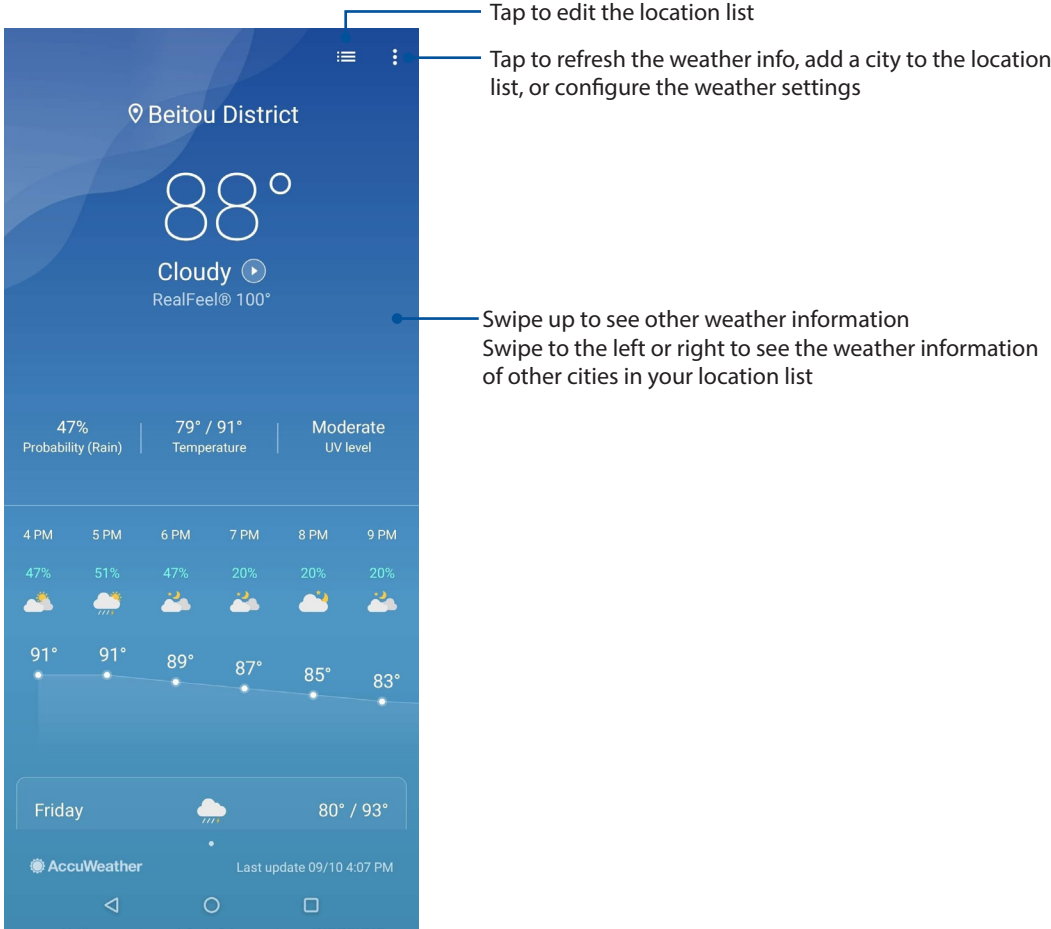 Tap to edit the location list
Tap to refresh the weather info, add a city to the location
list, or configure the weather settings
Beitou District
88°
Cloudy
RealFeel® 100°
Swipe up to see other weather information
Swipe to the left or right to see the weather information
of other cities in your location list
47% 79° / 91° Moderate
Probability (Rain) Temperature UV level
4 PM 5 PM 6 PM 7 PM 8 PM 9 PM
47% 51% 47% 20% 20% 20%
91° 91° 89° 87° 85° 83°
Friday 80° / 93°
AccuWeather Last update 09/10 4:07 PM